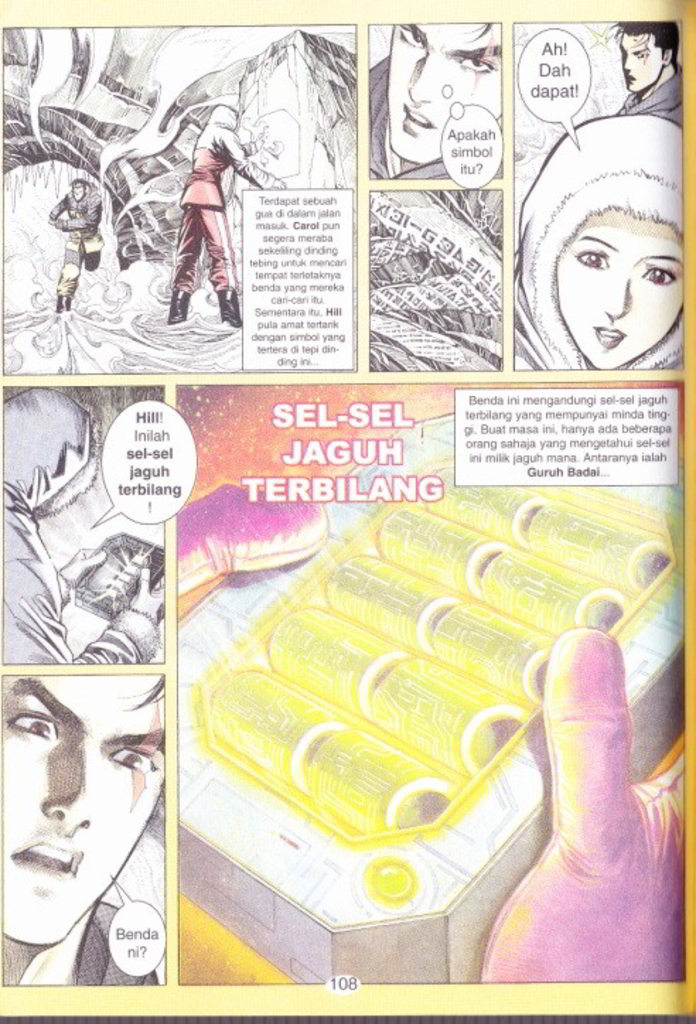 Terdapat sebuah
gua di dalam jalan
masuk. Carol pun
segera meraba
sekeliling dinding
tebing untuk mencari
tempat terletaknya
benda yang mereka
cari-cari itu.
Sementara itu, Hill
pula amat tertarik
dengan simbol yang
tertera di tepi din-
ding ini...
Apakah
simbol
itu?
Ah!
Dah
dapat!
Hill!
Inilah
sel-sel
jaguh
terbilang
!
SEL-SEL
JAGUH
TERBILANG
Benda ini mengandungi sel-sel jaguh
terbilang yang mempunyai minda ting-
gi. Buat masa ini, hanya ada beberapa
orang sahaja yang mengetahui sel-sel
ini milik jaguh mana. Antaranya ialah
Guruh Badai...
Benda
ni?
108